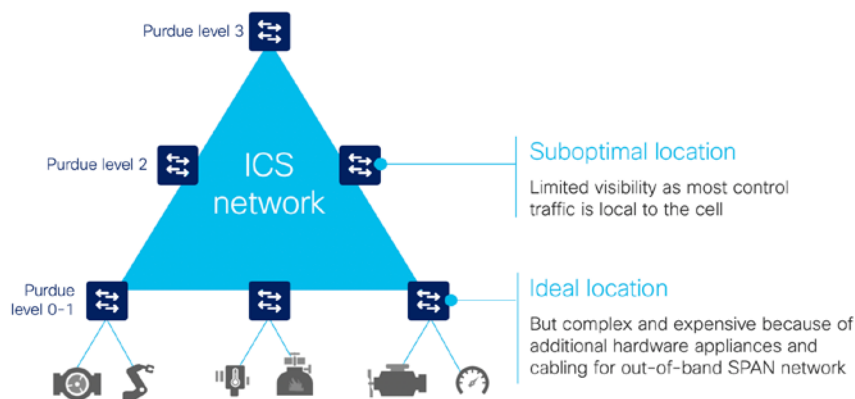 Purdue level 3
Purdue level 2
ICS
network
Suboptimal location
Limited visibility as most control
traffic is local to the cell
Purdue
level 0-1
Ideal location
But complex and expensive because of
additional hardware appliances and
cabling for out-of-band SPAN network